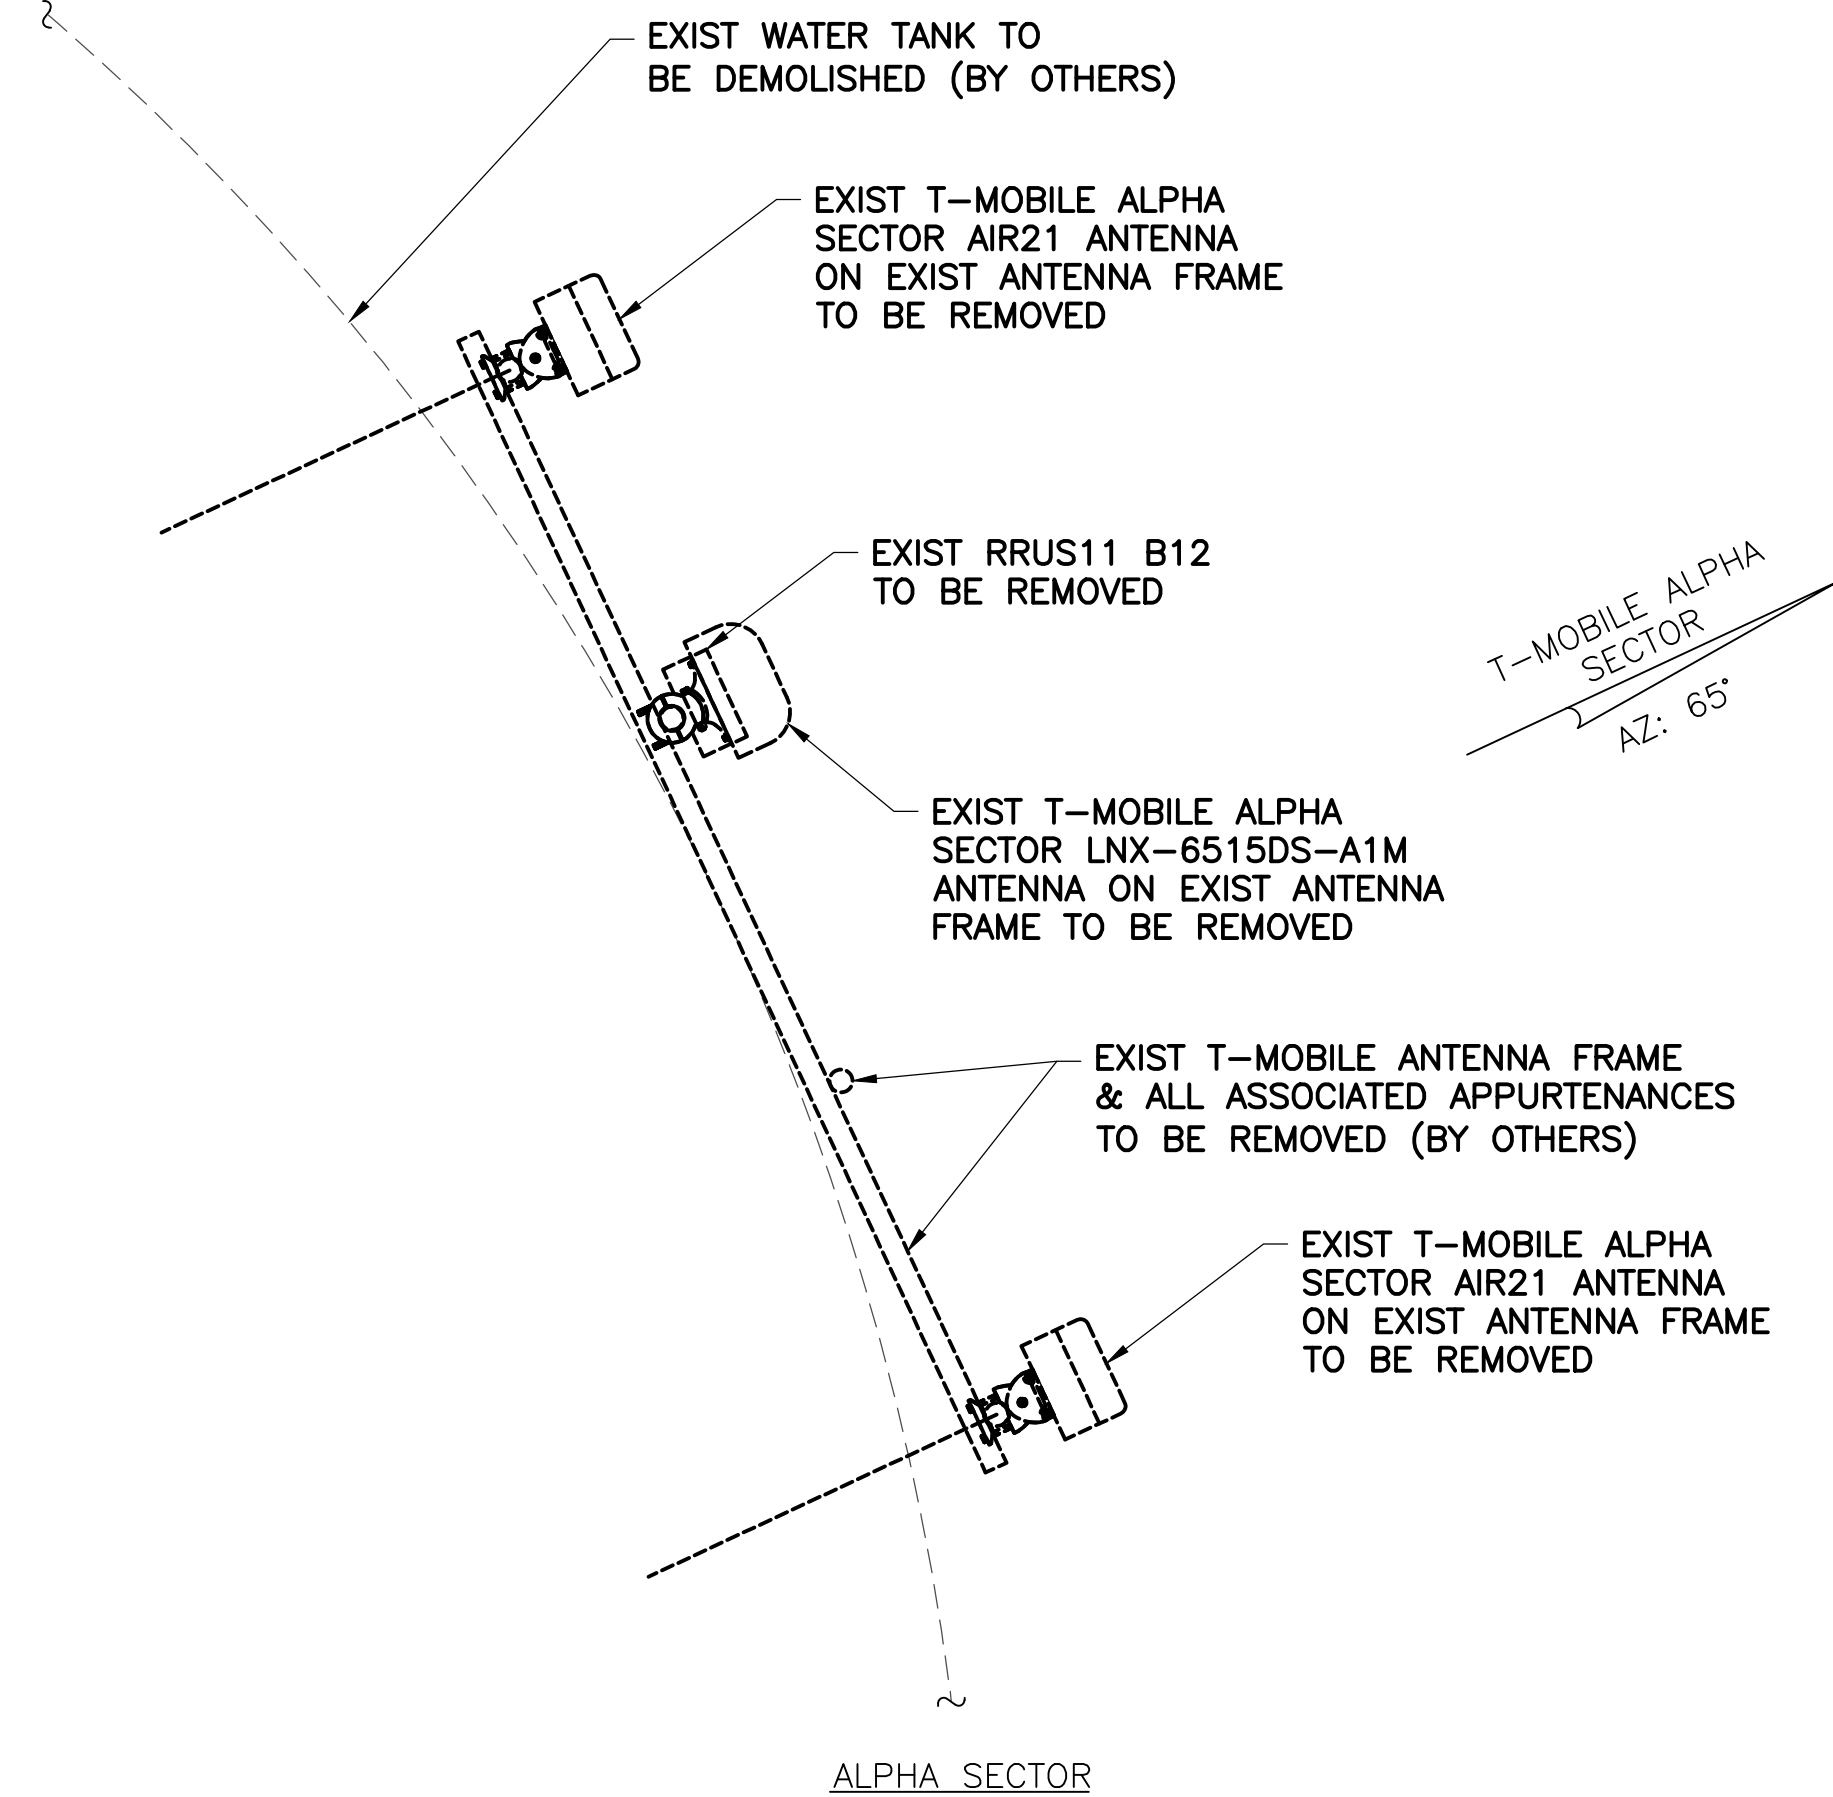 EXIST WATER TANK TO
BE DEMOLISHED (BY OTHERS)
EXIST T-MOBILE ALPHA
SECTOR AIR21 ANTENNA
ON EXIST ANTENNA FRAME
TO BE REMOVED
EXIST RRUS11 B12
TO BE REMOVED
T-MOBILE ALPHA
SECTOR
AZ: 65°
EXIST T-MOBILE ALPHA
SECTOR LNX-6515DS-A1M
ANTENNA ON EXIST ANTENNA
FRAME TO BE REMOVED
EXIST T-MOBILE ANTENNA FRAME
& ALL ASSOCIATED APPURTENANCES
TO BE REMOVED (BY OTHERS)
EXIST T-MOBILE ALPHA
SECTOR AIR21 ANTENNA
ON EXIST ANTENNA FRAME
TO BE REMOVED
ALPHA SECTOR